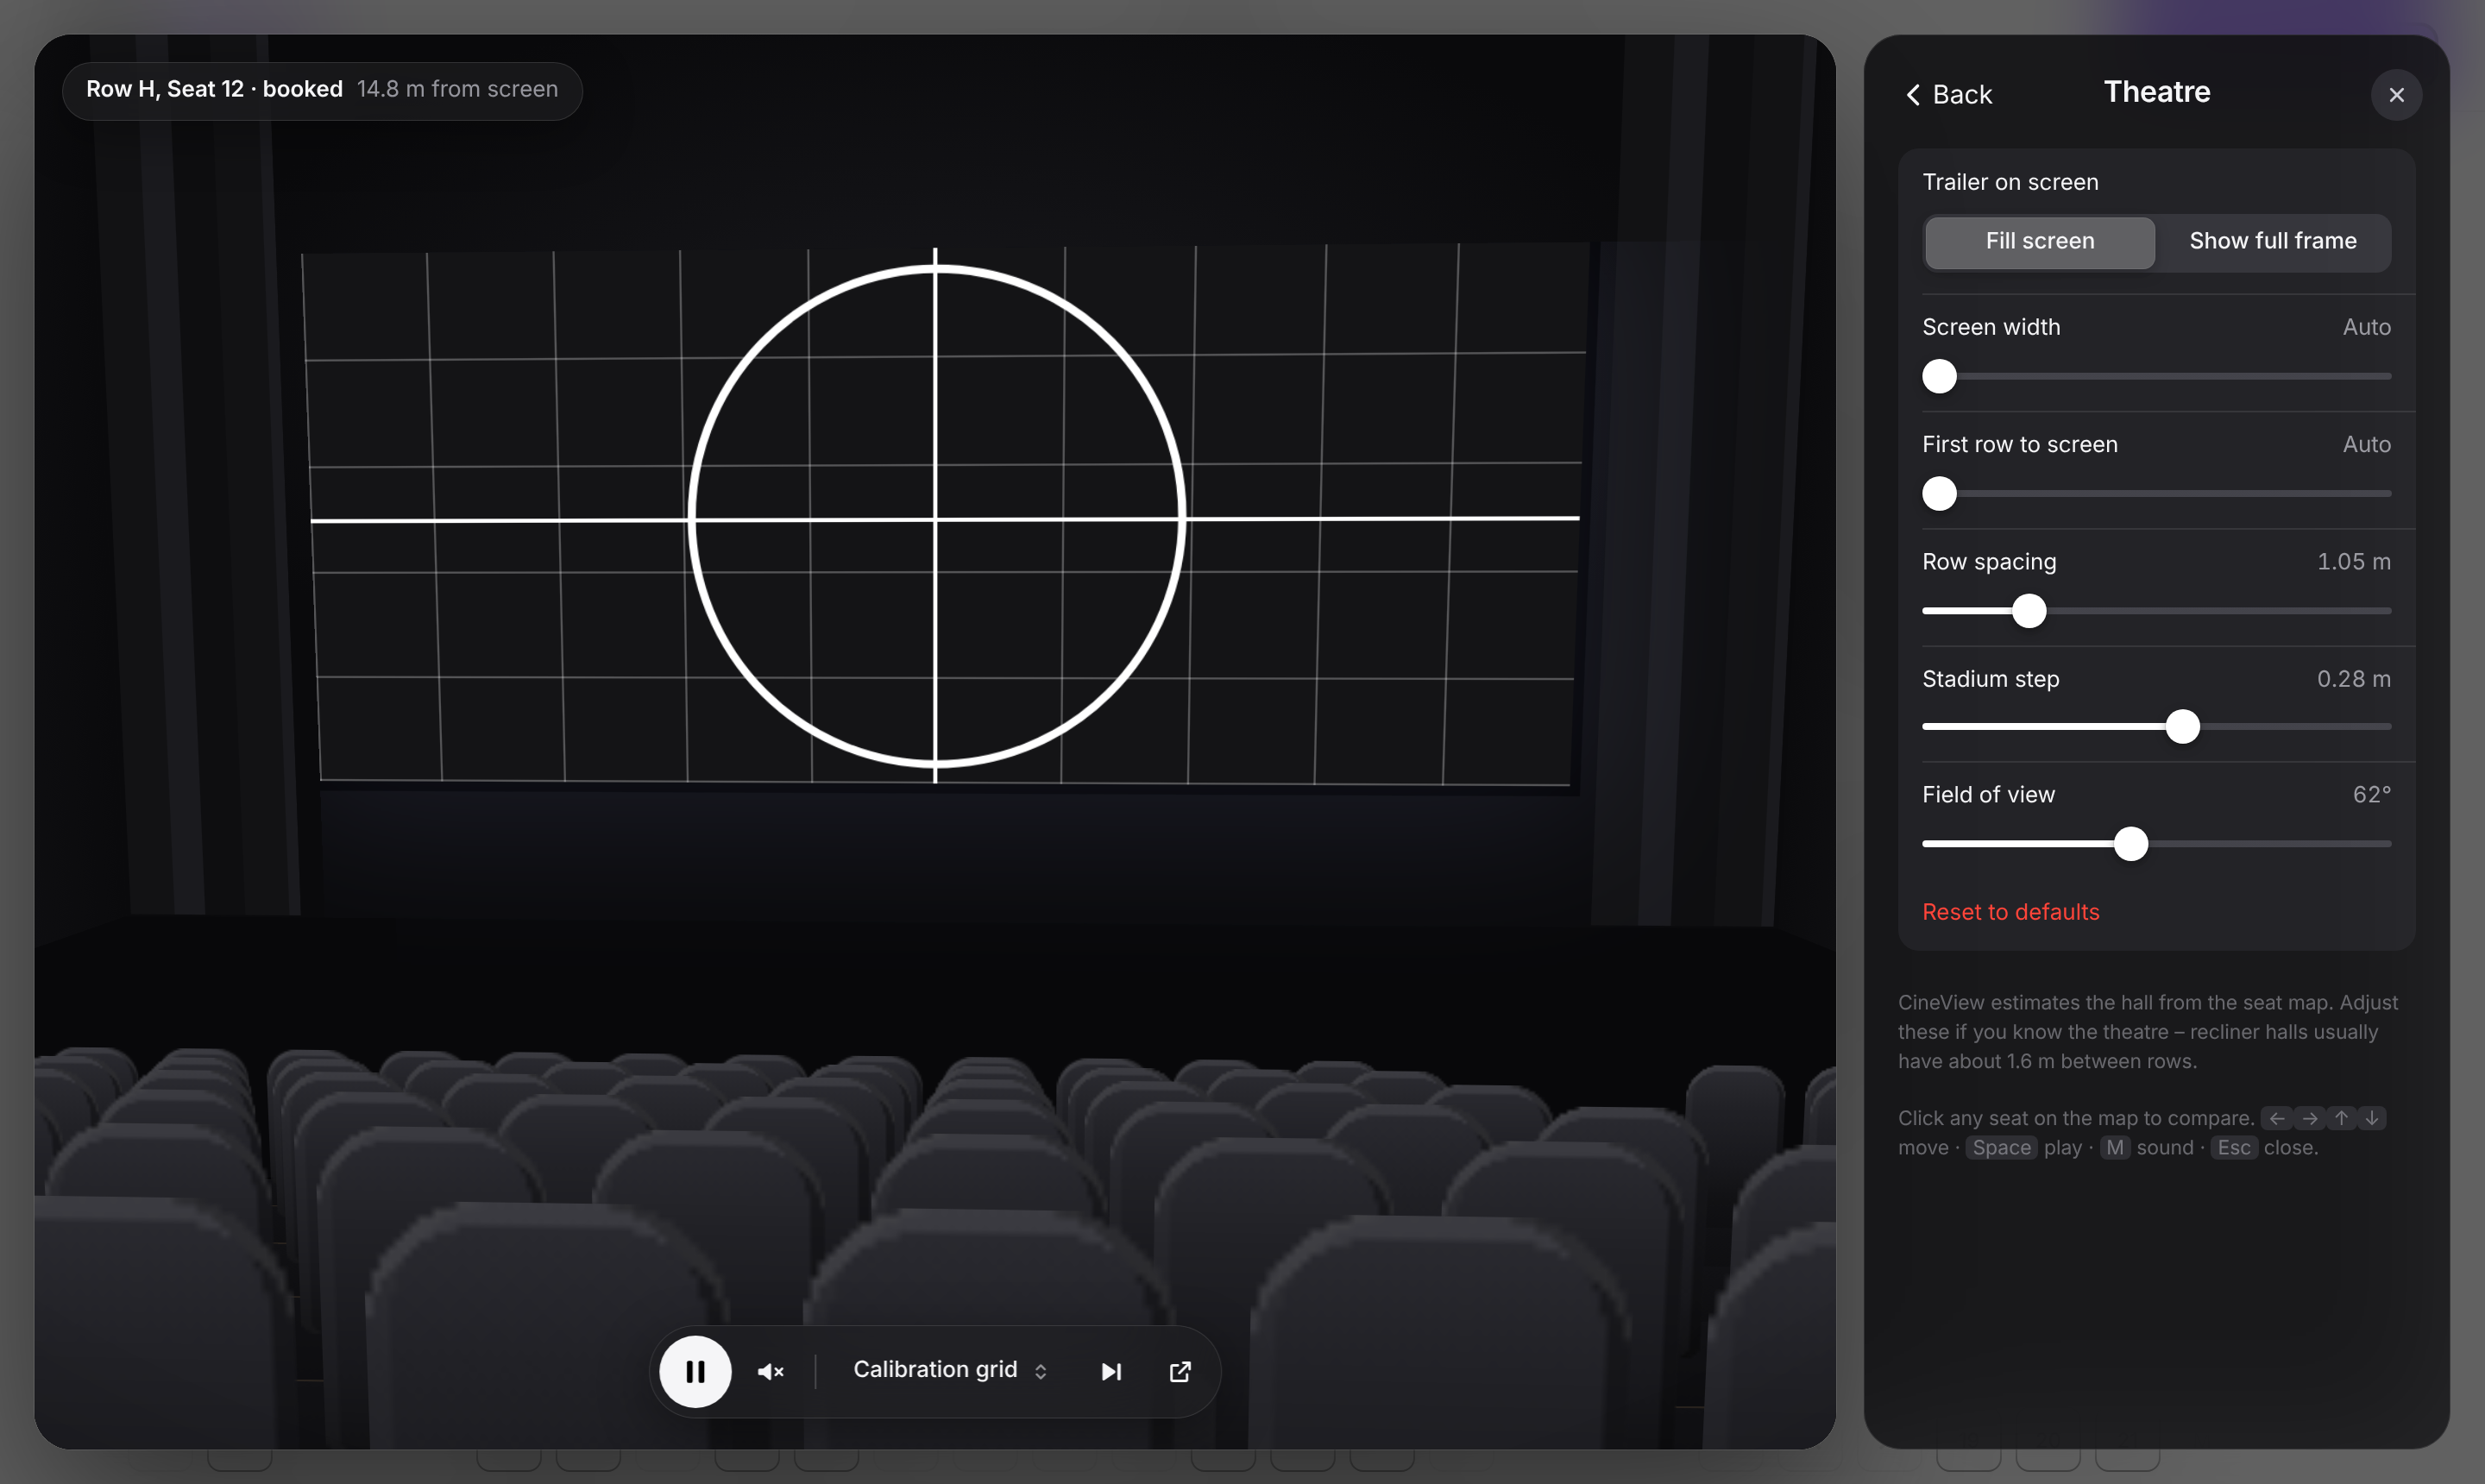 Row H, Seat 12 · booked 14.8 m from screen
Back
Theatre
Trailer on screen
Fill screen
Show full frame
Screen width Auto
First row to screen Auto
Row spacing 1.05 m
Stadium step 0.28 m
Field of view 62°
Reset to defaults
CineView estimates the hall from the seat map. Adjust
these if you know the theatre – recliner halls usually
have about 1.6 m between rows.
Click any seat on the map to compare. ← → ↑ ↓
move · Space play · M sound · Esc close.
Calibration grid